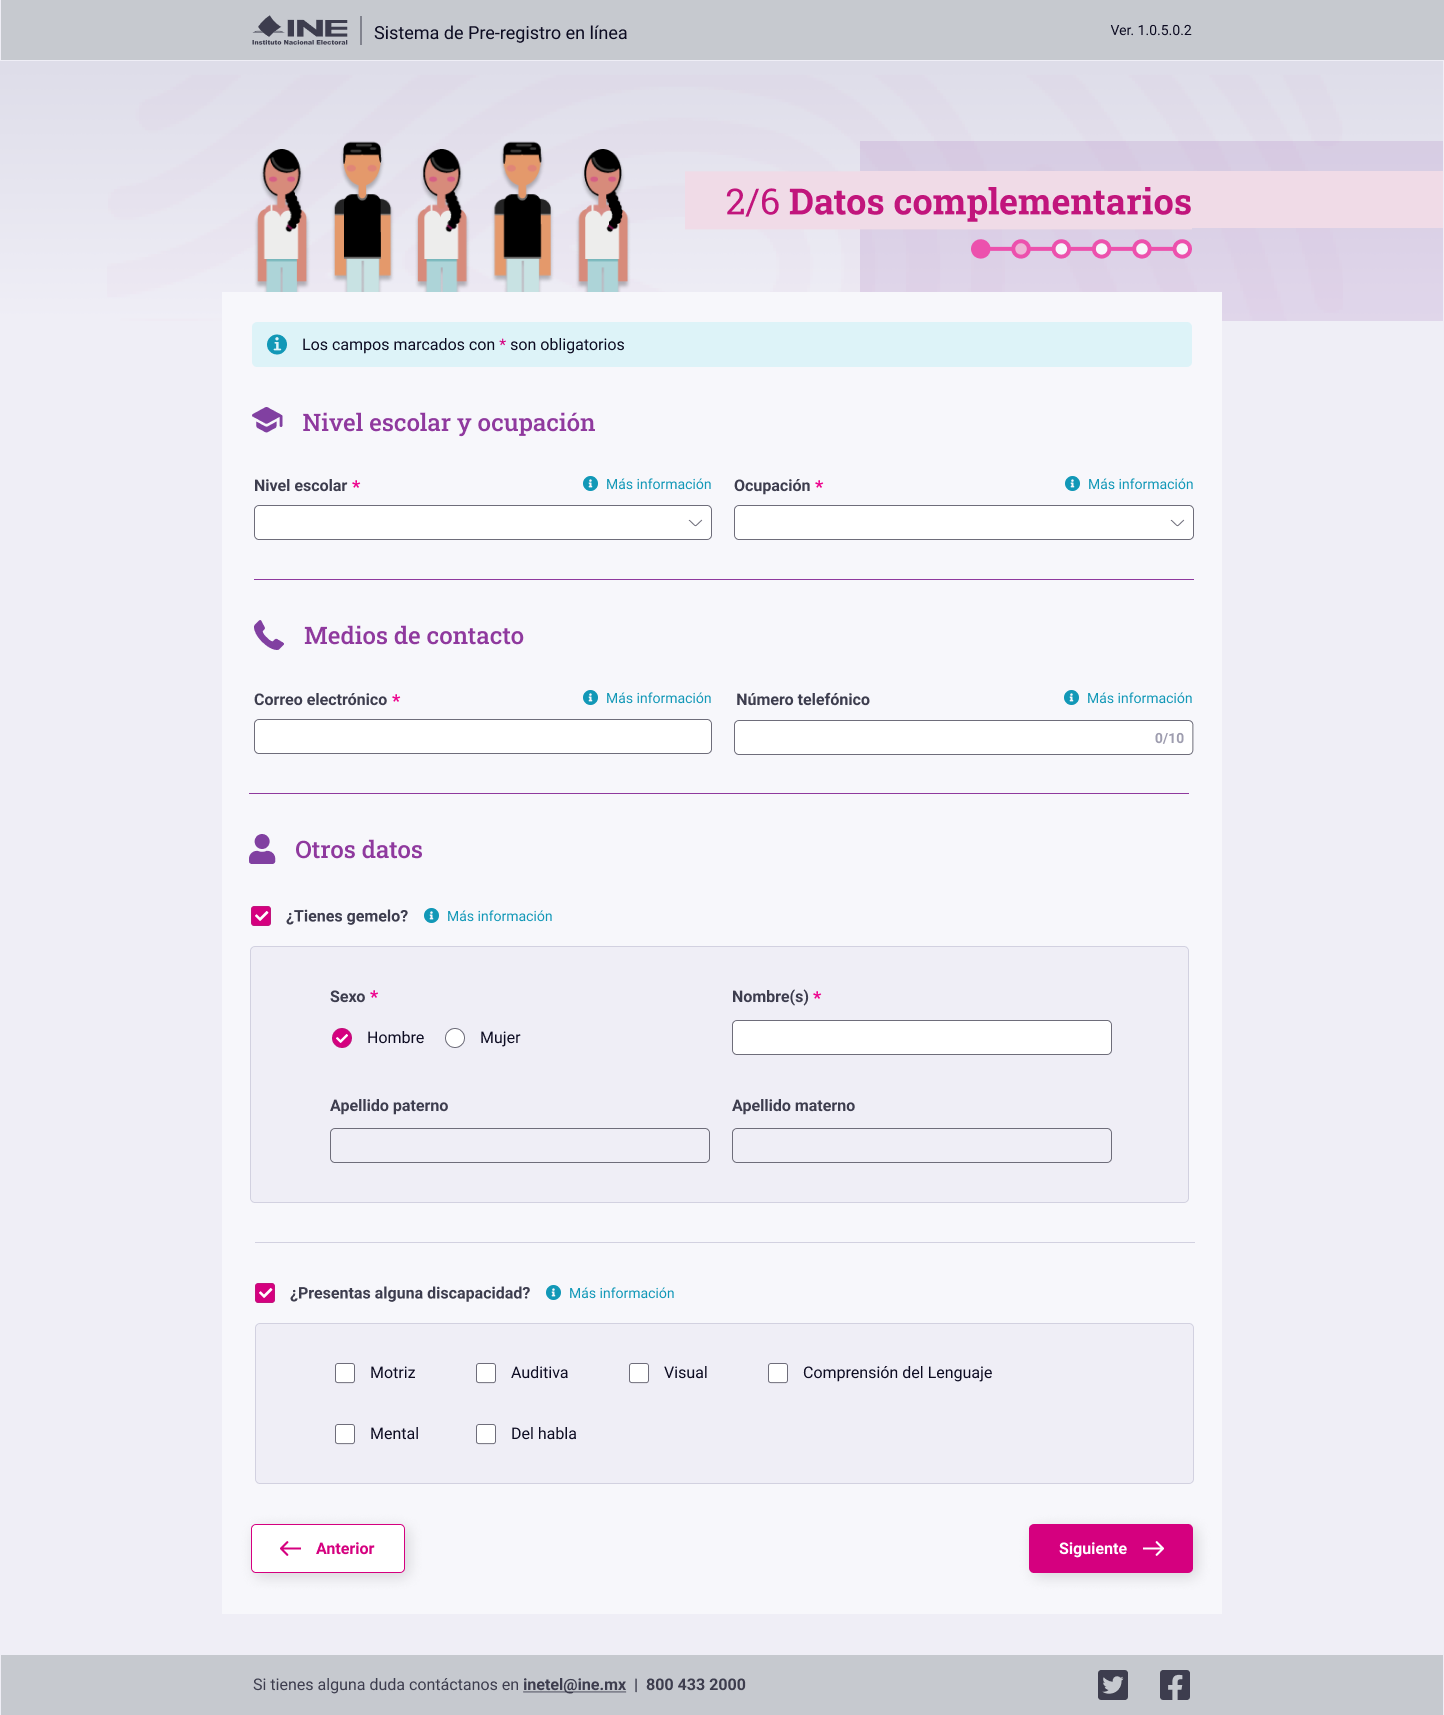 INE
Instituto Nacional Electoral
Sistema de Pre-registro en línea
Ver. 1.0.5.0.2
2/6 Datos complementarios
Los campos marcados con * son obligatorios
Nivel escolar y ocupación
Nivel escolar *
Más información
Ocupación *
Más información
Medios de contacto
Correo electrónico *
Más información
Número telefónico
Más información
0/10
Otros datos
¿Tienes gemelo?
Más información
Sexo *
Nombre(s) *
Hombre
Mujer
Apellido paterno
Apellido materno
¿Presentas alguna discapacidad?
Más información
Motriz
Auditiva
Visual
Comprensión del Lenguaje
Mental
Del habla
Anterior
Siguiente
Si tienes alguna duda contáctanos en inetel@ine.mx | 800 433 2000